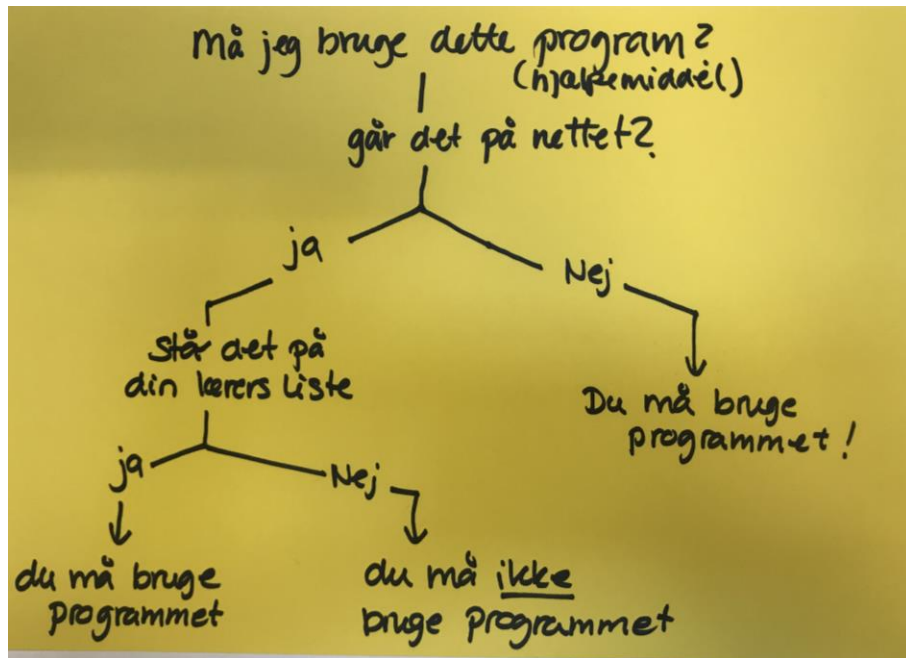 Må jeg bruge dette program?
(hjælpemiddel)
går det på nettet?
ja
Nej
Står det på
din lærers liste
Du må bruge
programmet!
ja
Nej
du må bruge
programmet
du må ikke
bruge programmet